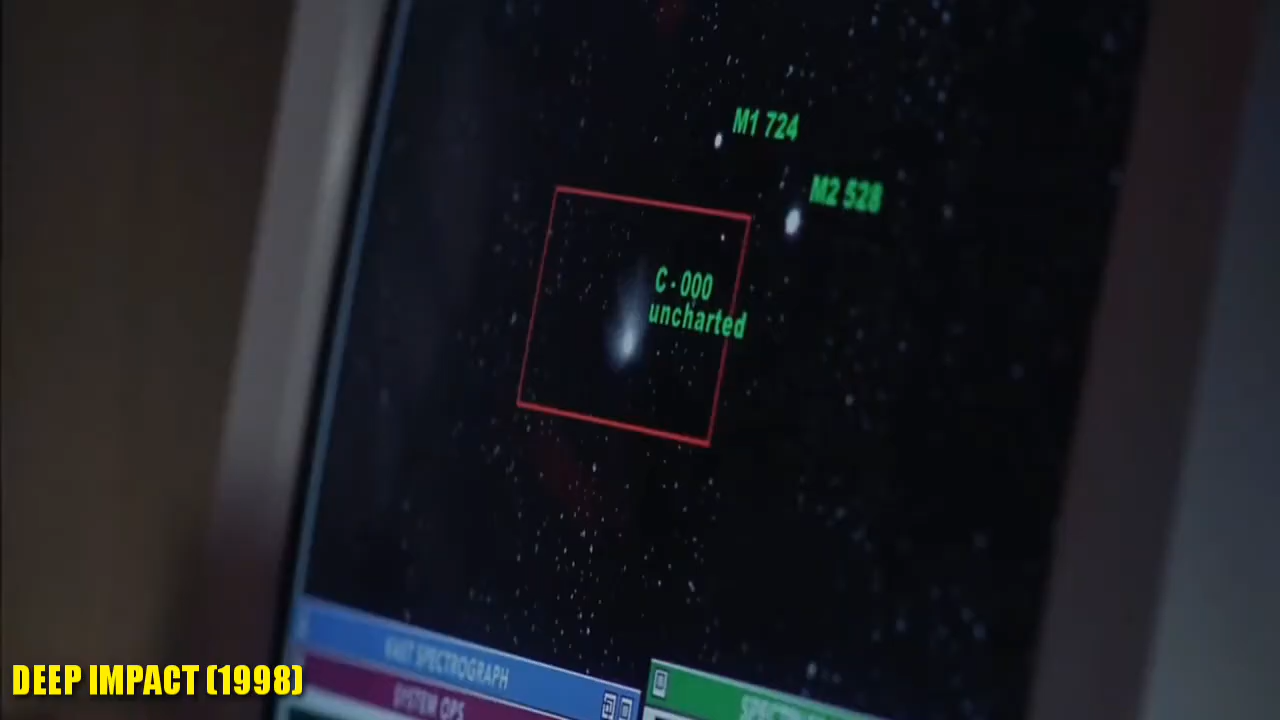 M1 724
M2 528
C - 000
uncharted
SPECTROGRAPH
SYSTEM OPS
DEEP IMPACT (1998)